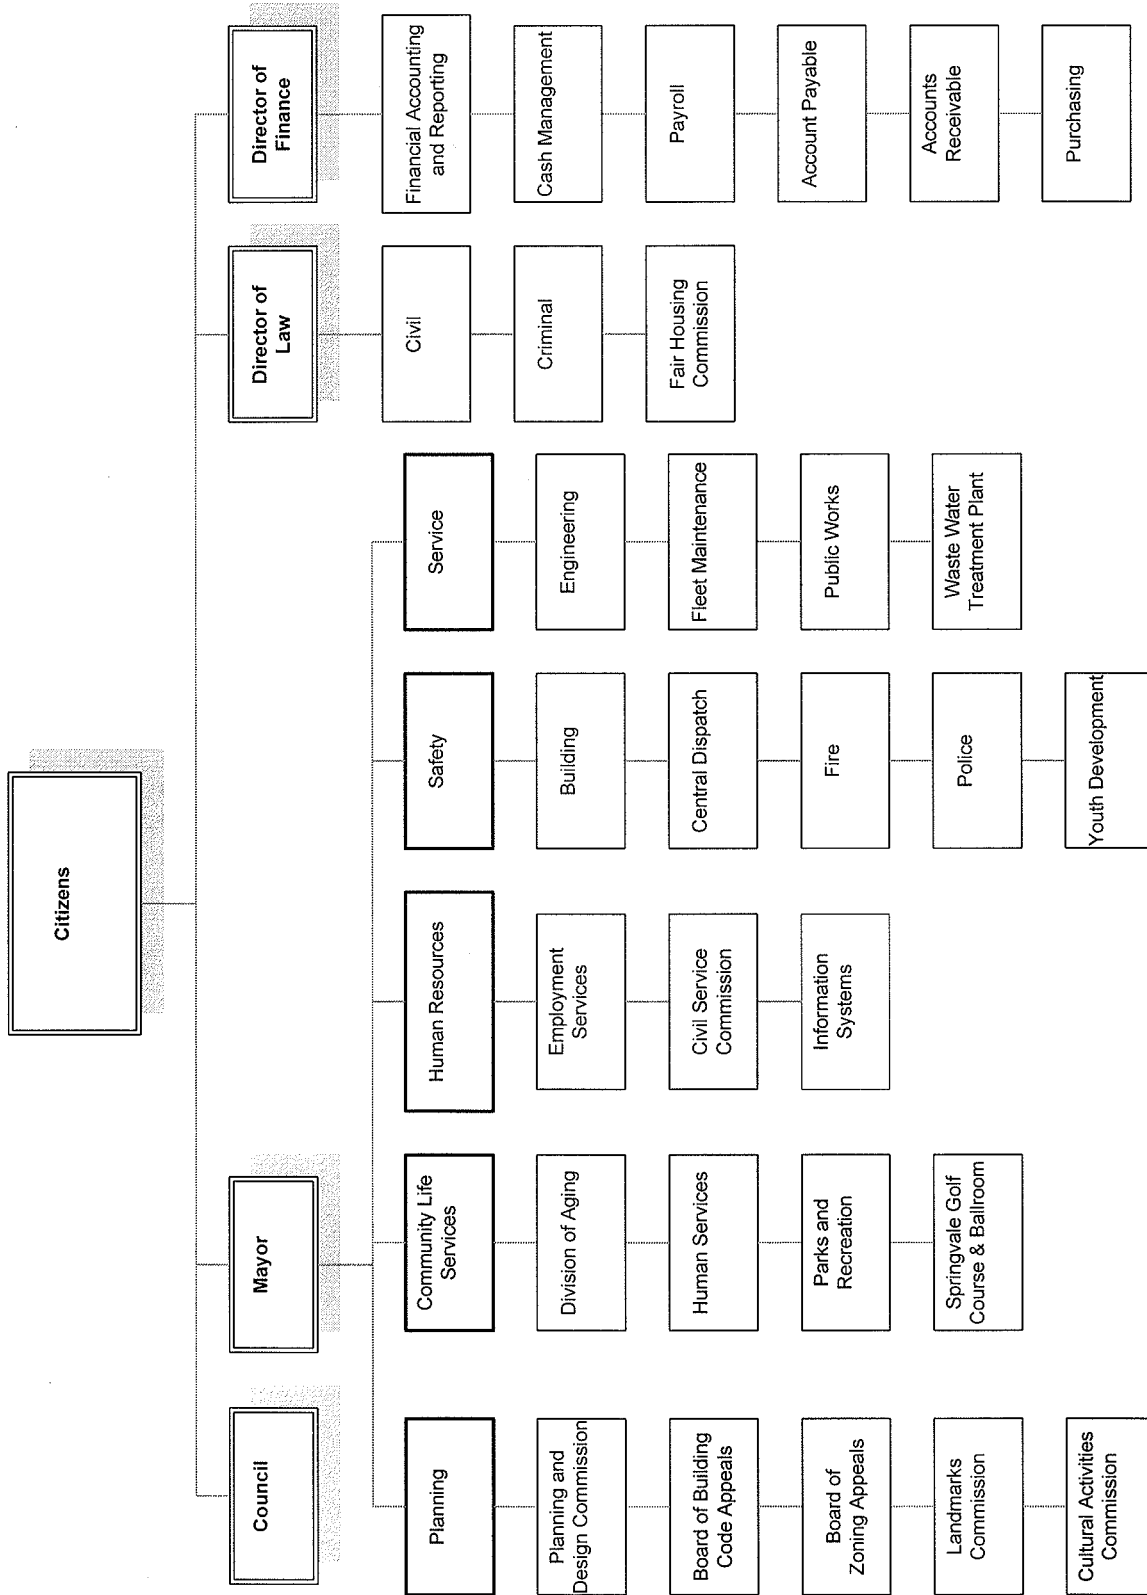 Citizens
Council
Mayor
Director of
Law
Director of
Finance
Planning
Planning and
Design Commission
Board of Building
Code Appeals
Board of
Zoning Appeals
Landmarks
Commission
Cultural Activities
Commission
Community Life
Services
Division of Aging
Human Services
Parks and
Recreation
Springvale Golf
Course & Ballroom
Human Resources
Employment
Services
Civil Service
Commission
Information
Systems
Safety
Building
Central Dispatch
Fire
Police
Youth Development
Service
Engineering
Fleet Maintenance
Public Works
Waste Water
Treatment Plant
Civil
Criminal
Fair Housing
Commission
Financial Accounting
and Reporting
Cash Management
Payroll
Account Payable
Accounts
Receivable
Purchasing